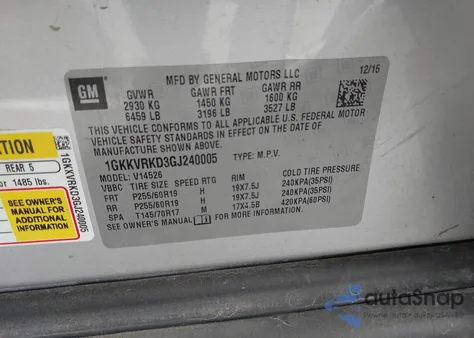 GM
MFD BY GENERAL MOTORS LLC 12/15
GVWR GAWR FRT GAWR RR
2930 KG 1450 KG 1600 KG
6459 LB 3196 LB 3527 LB
THIS VEHICLE CONFORMS TO ALL APPLICABLE U.S. FEDERAL MOTOR
VEHICLE SAFETY STANDARDS IN EFFECT ON THE DATE OF
MANUFACTURE SHOWN ABOVE.
1GKKVRKD3GJ240005 TYPE: M.P.V.
MODEL: V14526
VBBC TIRE SIZE SPEED RTG RIM COLD TIRE PRESSURE
FRT P255/60R19 H 19X7.5J 240KPA(35PSI)
RR P255/60R19 H 19X7.5J 240KPA(35PSI)
SPA T145/70R17 M 17X4.5B 420KPA(60PSI)
SEE OWNER'S MANUAL FOR MORE INFORMATION.
ATION
REAR 5
or 1485 lbs.
SEE OWNER'S
MANUAL FOR
ADDITIONAL
INFORMATION
1GKKVRKD3GJ240005
autoSnap